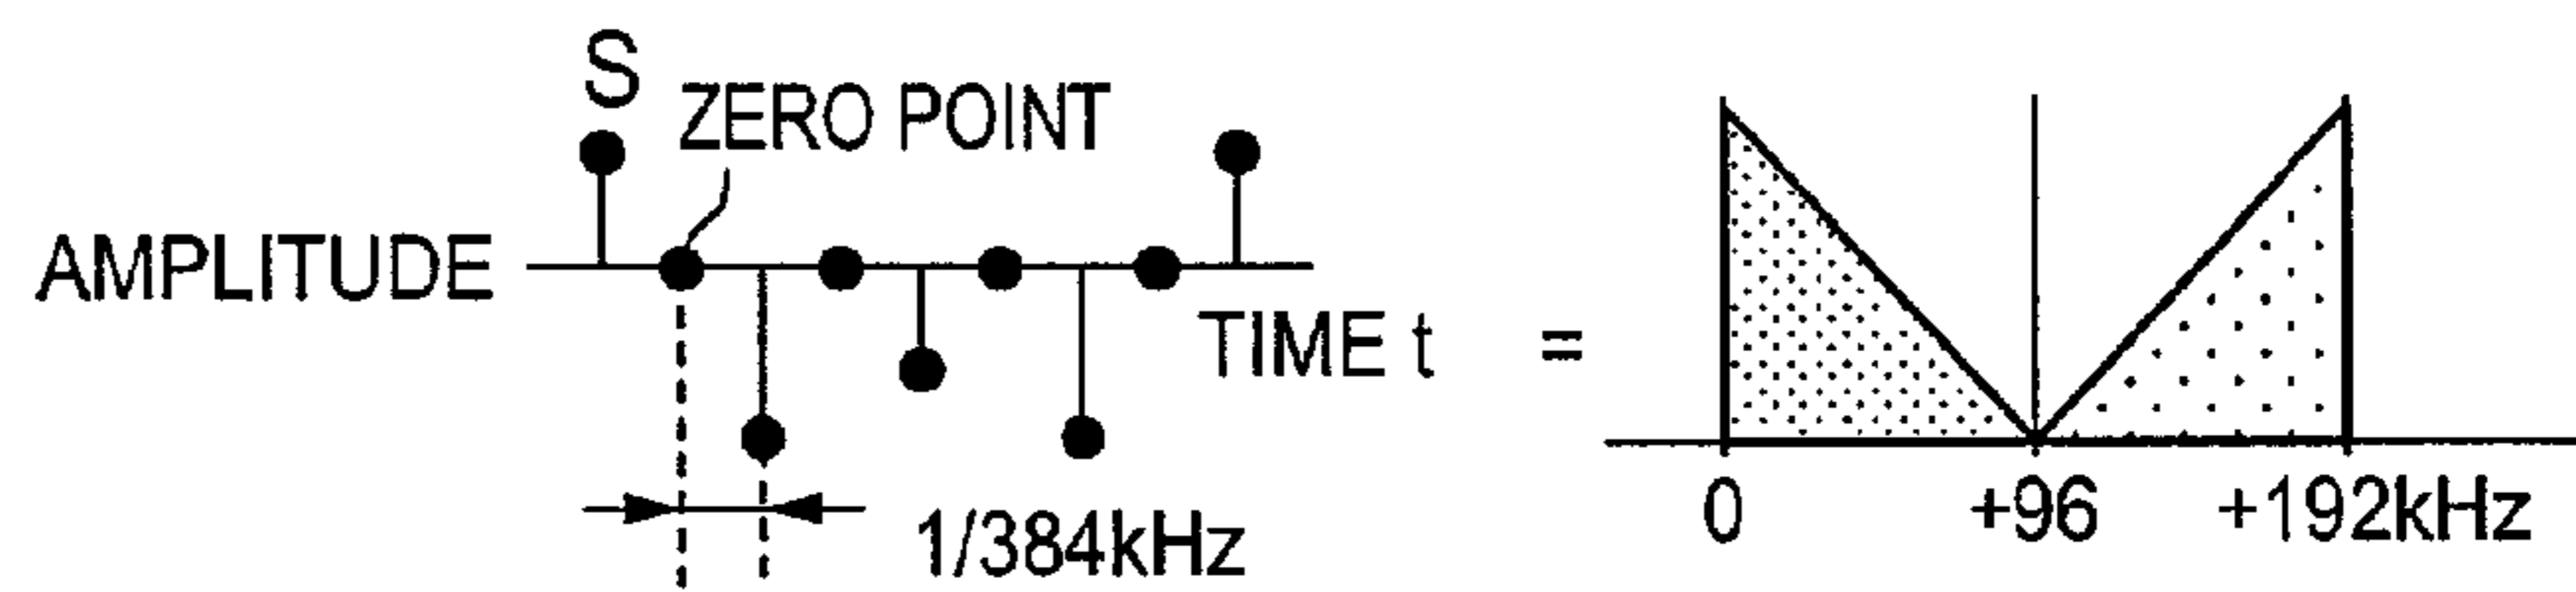 S
ZERO POINT
AMPLITUDE
TIME t
=
1/384kHz
0
+96
+192kHz